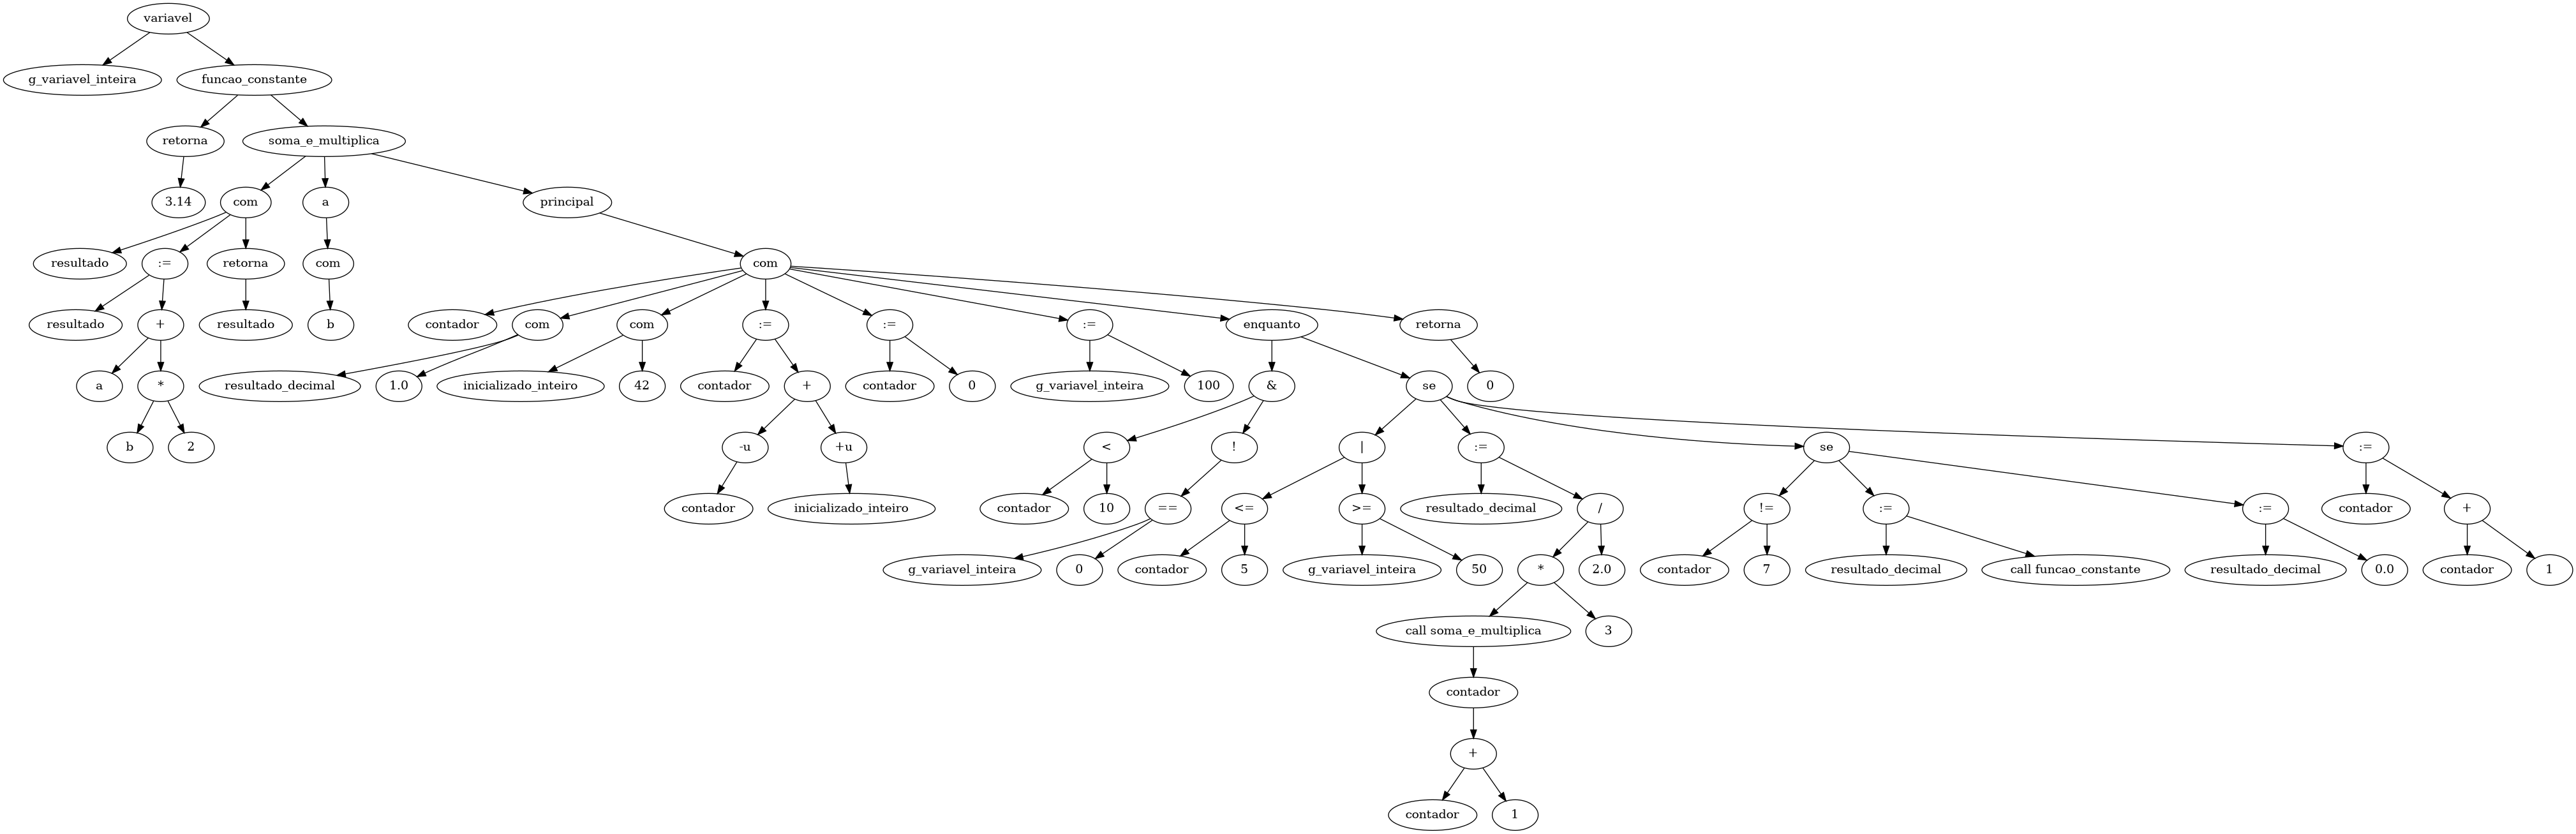 variavel
g_variavel_inteira funcao_constante
retorna soma_e_multiplica
3.14 com a principal
resultado := retorna com com
resultado + resultado b contador com com := := := enquanto retorna
a * resultado_decimal 1.0 inicializado_inteiro 42 contador + contador 0 g_variavel_inteira 100 & se 0
b 2 -u +u < ! | := se :=
contador inicializado_inteiro contador 10 == <= >= resultado_decimal / != := := contador +
g_variavel_inteira 0 contador 5 g_variavel_inteira 50 * 2.0 contador 7 resultado_decimal call funcao_constante resultado_decimal 0.0 contador 1
call soma_e_multiplica 3
contador
+
contador 1